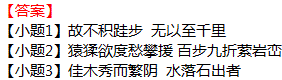 【答案】
【小题1】故不积跬步  无以至千里
【小题2】猿猱欲度愁攀援 百步九折萦岩峦
【小题3】佳木秀而繁阴  水落石出者